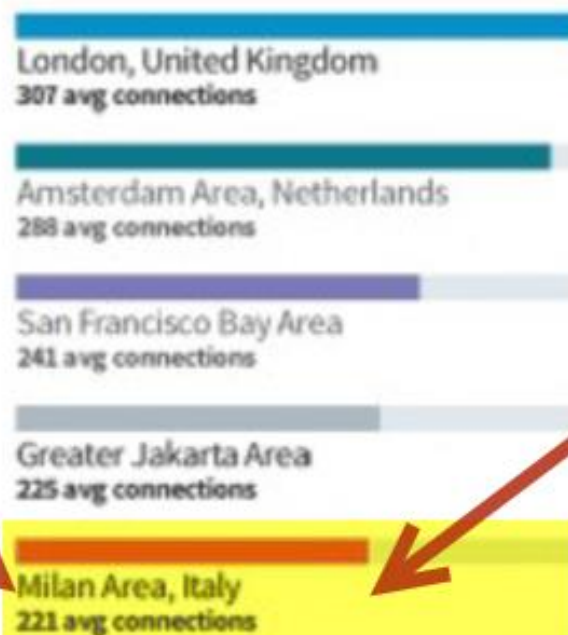 London, United Kingdom
307 avg connections
Amsterdam Area, Netherlands
288 avg connections
San Francisco Bay Area
241 avg connections
Greater Jakarta Area
225 avg connections
Milan Area, Italy
221 avg connections